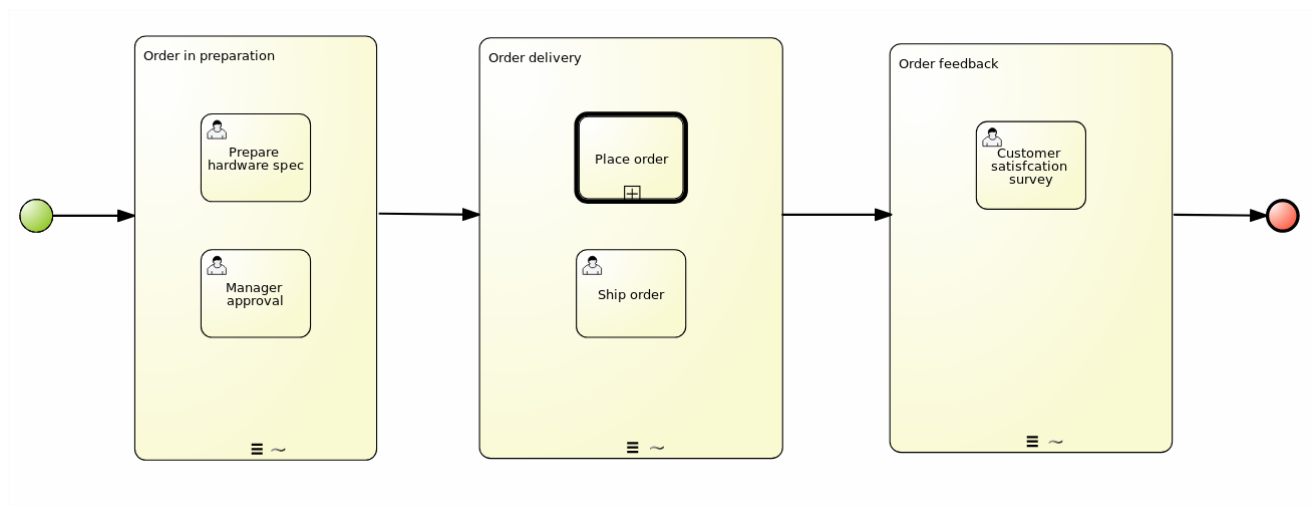 Order in preparation
Prepare
hardware spec
Manager
approval
Order delivery
Place order
Ship order
Order feedback
Customer
satisfcation
survey